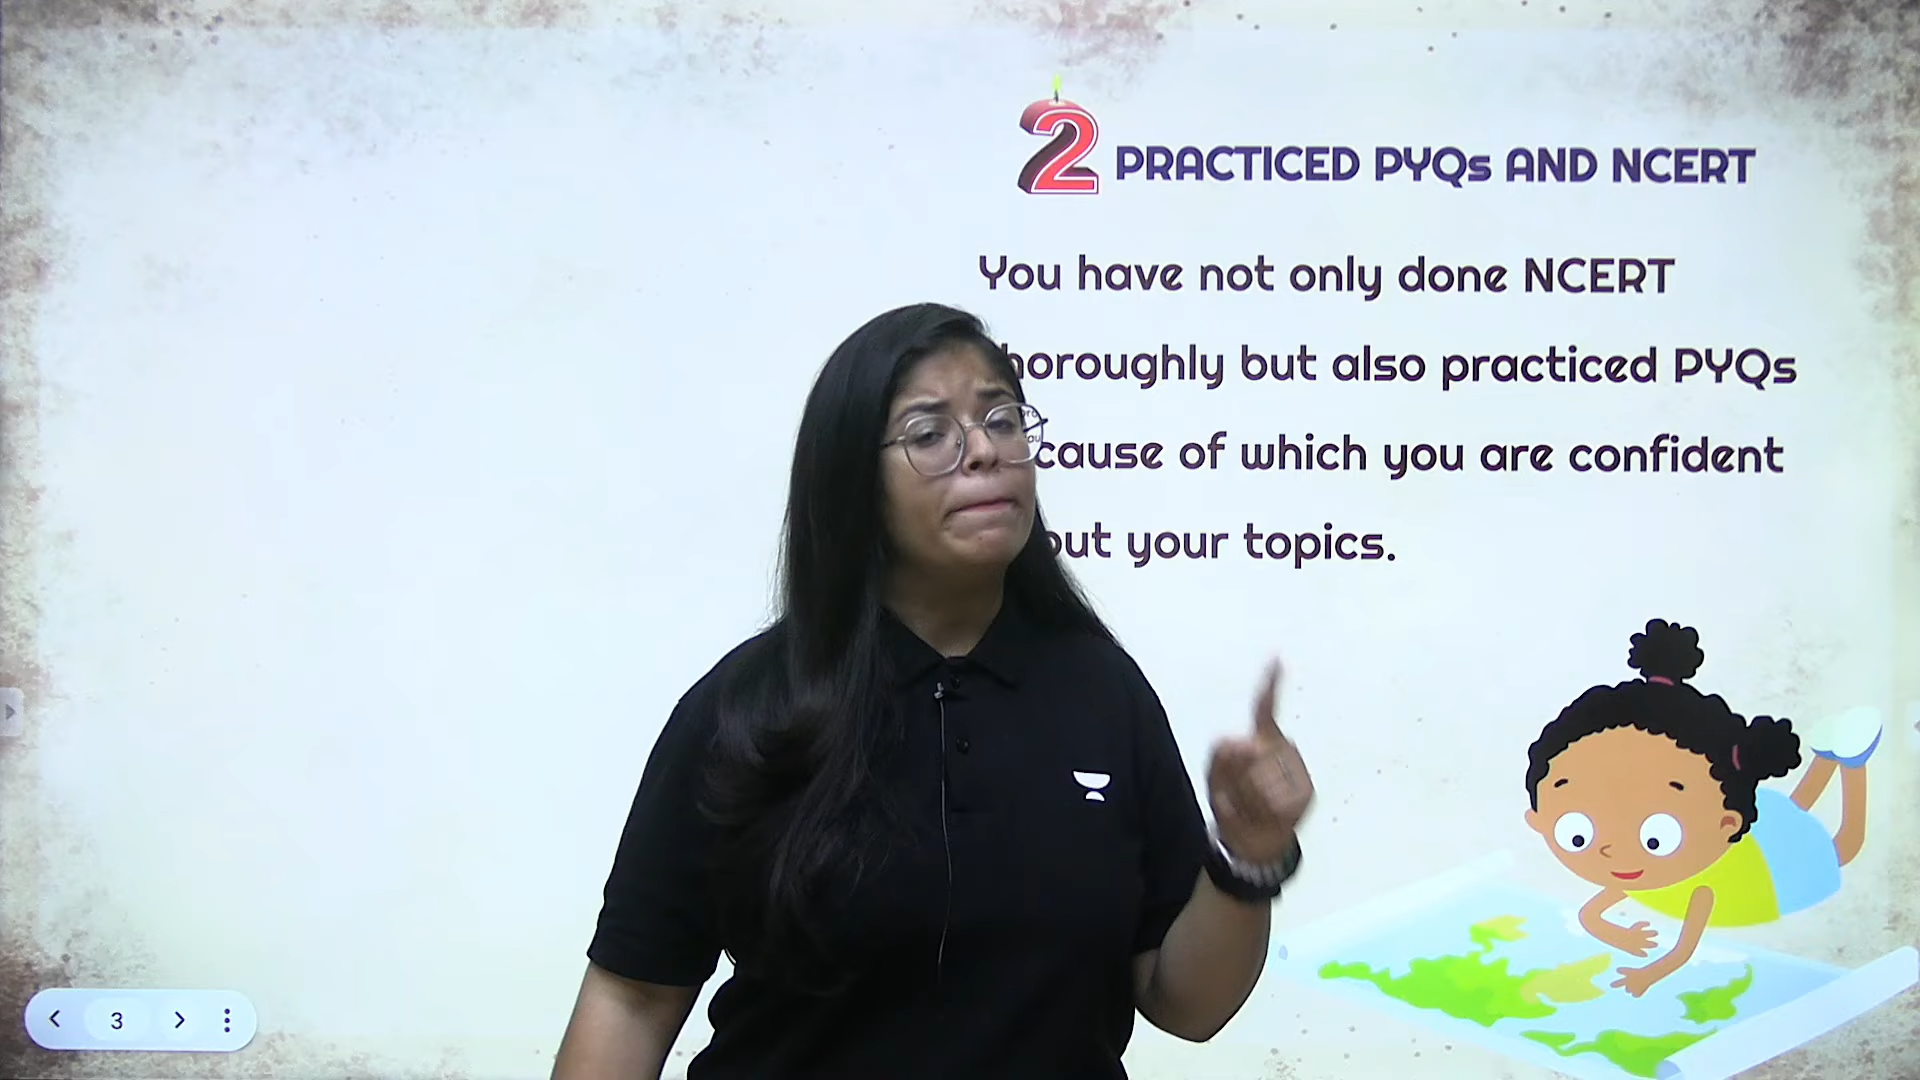 2 PRACTICED PYQs AND NCERT
You have not only done NCERT
horoughly but also practiced PYQs
cause of which you are confident
out your topics.
3